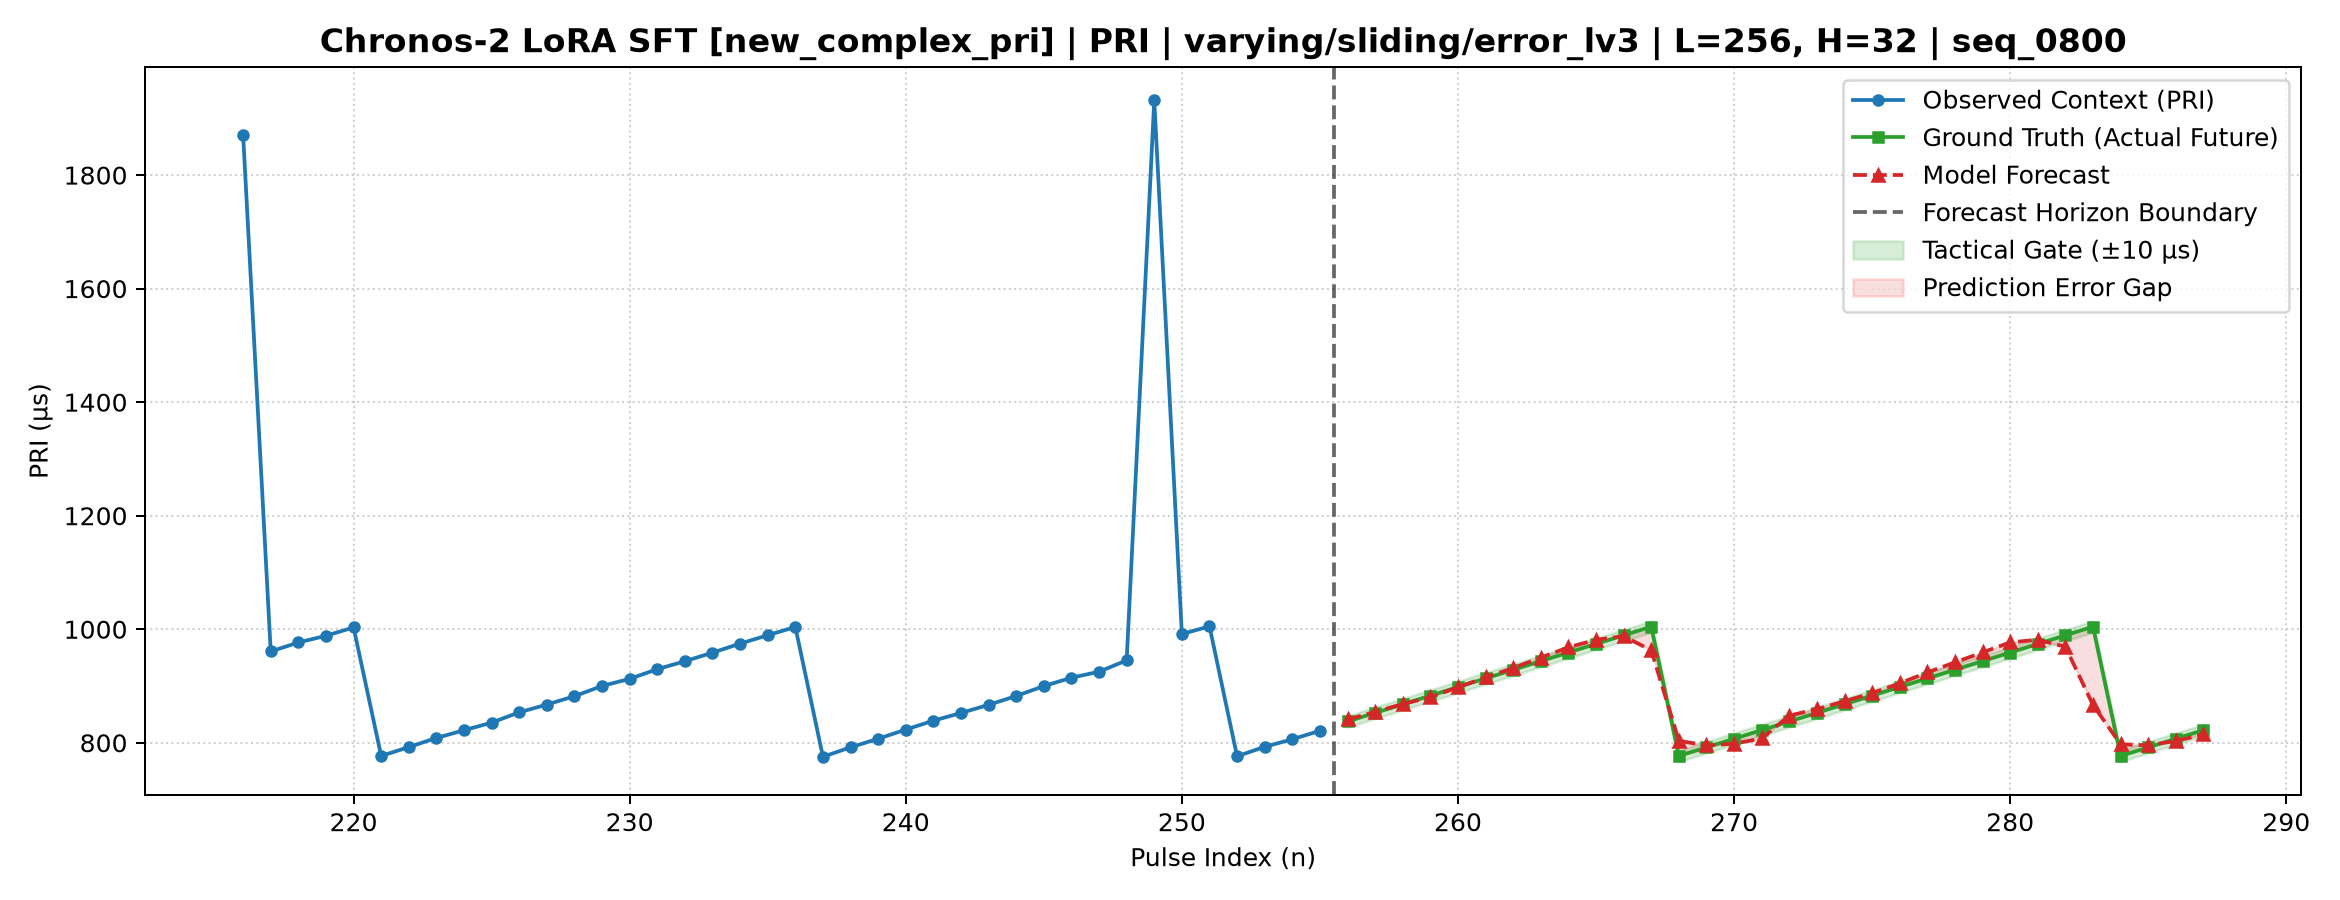 Chronos-2 LoRA SFT [new_complex_pri] | PRI | varying/sliding/error_lv3 | L=256, H=32 | seq_0800
Observed Context (PRI)
Ground Truth (Actual Future)
Model Forecast
Forecast Horizon Boundary
Tactical Gate (±10 µs)
Prediction Error Gap
PRI (µs)
1800
1600
1400
1200
1000
800
220 230 240 250 260 270 280 290
Pulse Index (n)